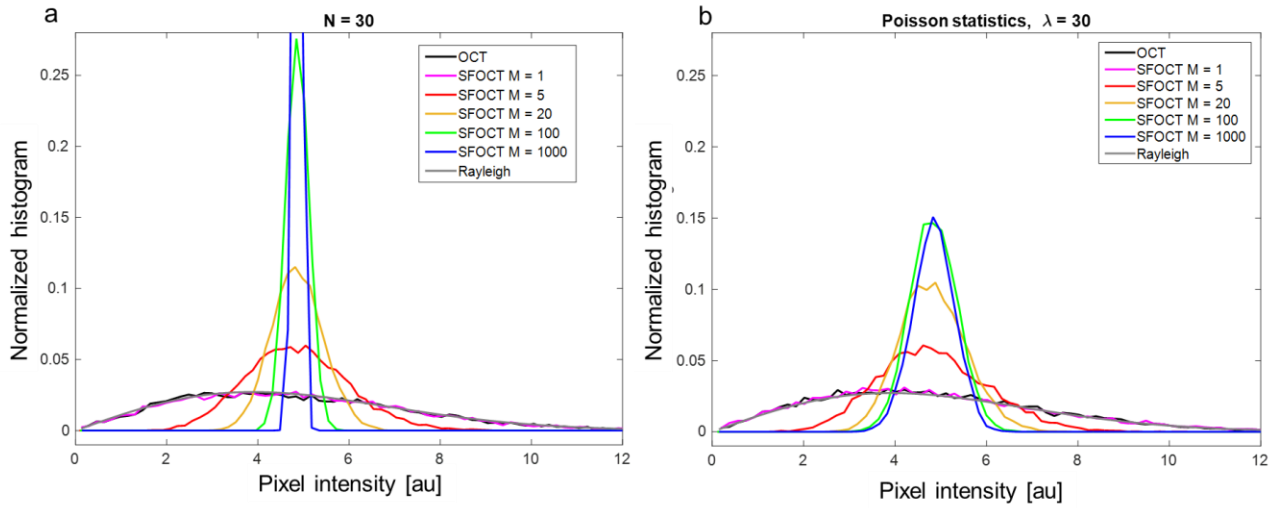 a
N = 30
OCT
SFOCT M = 1
SFOCT M = 5
SFOCT M = 20
SFOCT M = 100
SFOCT M = 1000
Rayleigh
Normalized histogram
0.25
0.2
0.15
0.1
0.05
0
0 2 4 6 8 10 12
Pixel intensity [au]
b
Poisson statistics, λ = 30
OCT
SFOCT M = 1
SFOCT M = 5
SFOCT M = 20
SFOCT M = 100
SFOCT M = 1000
Rayleigh
Normalized histogram
0.25
0.2
0.15
0.1
0.05
0
0 2 4 6 8 10 12
Pixel intensity [au]